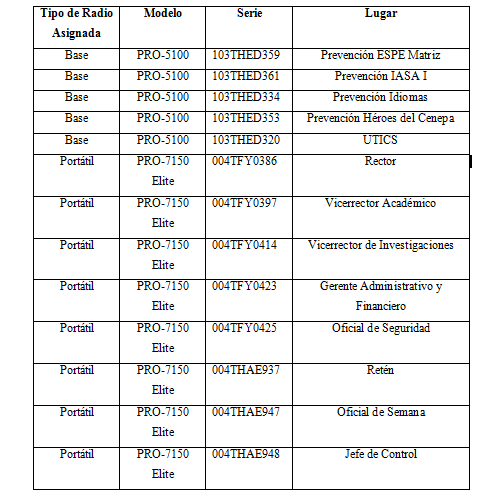 Tipo de Radio Modelo Serie Lugar
Asignada
Base PRO-5100 103THED359 Prevención ESPE Matriz
Base PRO-5100 103THED361 Prevención IASA I
Base PRO-5100 103THED334 Prevención Idiomas
Base PRO-5100 103THED353 Prevención Héroes del Cenepa
Base PRO-5100 103THED320 UTICS
Portátil PRO-7150 004TFY0386 Rector
Elite
Portátil PRO-7150 004TFY0397 Vicerrector Académico
Elite
Portátil PRO-7150 004TFY0414 Vicerrector de Investigaciones
Elite
Portátil PRO-7150 004TFY0423 Gerente Administrativo y
Elite Financiero
Portátil PRO-7150 004TFY0425 Oficial de Seguridad
Elite
Portátil PRO-7150 004THAE937 Retén
Elite
Portátil PRO-7150 004THAE947 Oficial de Semana
Elite
Portátil PRO-7150 004THAE948 Jefe de Control
Elite